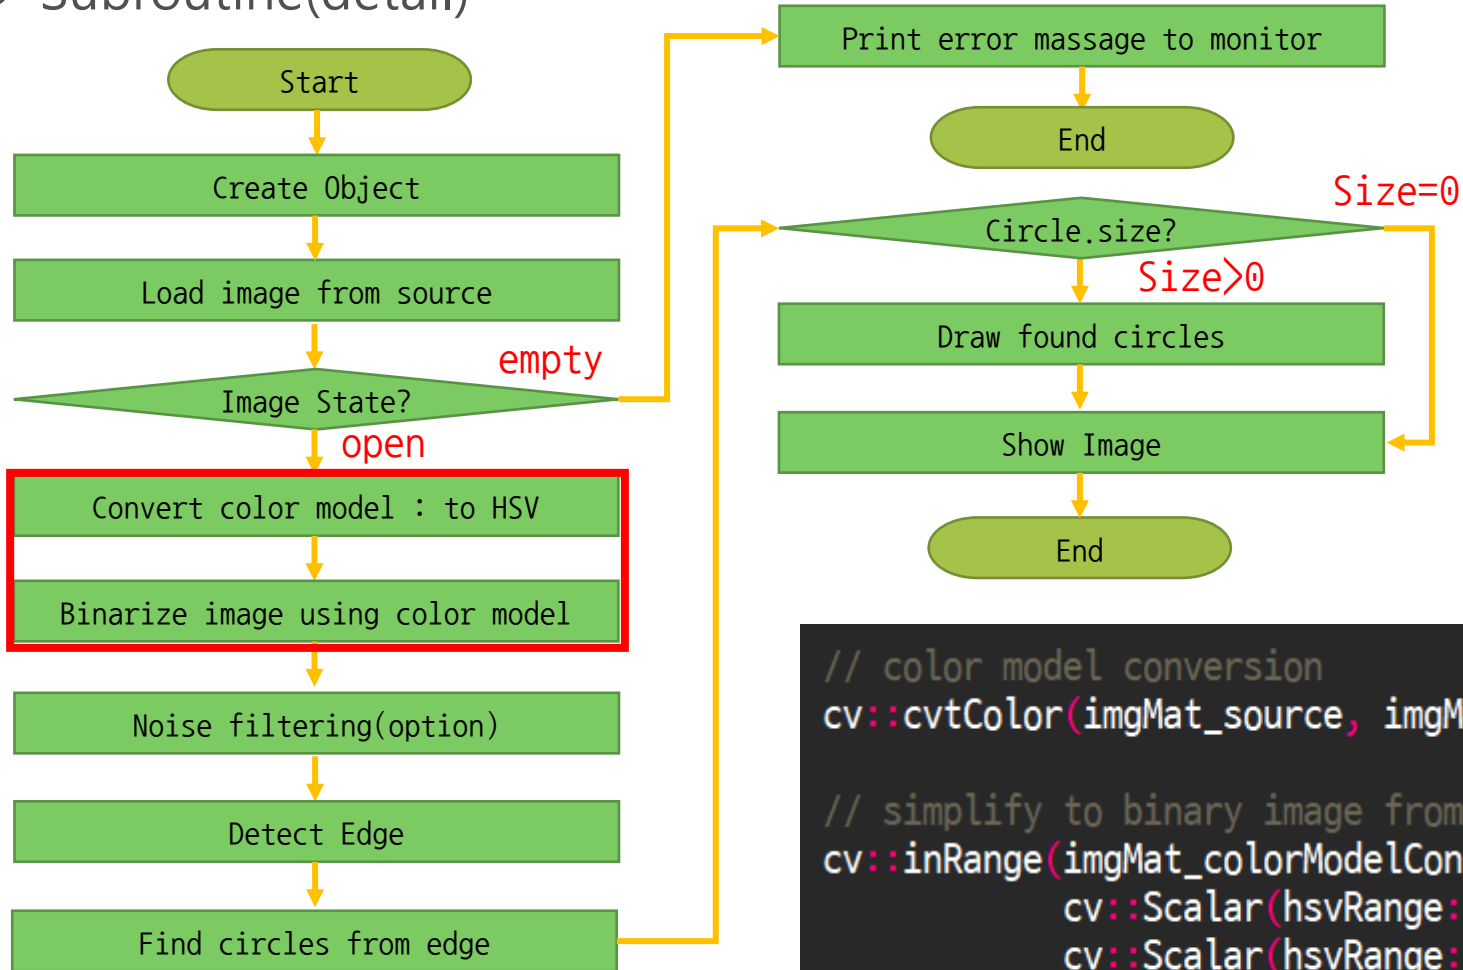 Subroutine(detail)
Start
Create Object
Load image from source
Image State?
empty
open
Convert color model : to HSV
Binarize image using color model
Noise filtering(option)
Detect Edge
Find circles from edge
Print error massage to monitor
End
Circle.size?
Size=0
Size>0
Draw found circles
Show Image
End
// color model conversion
cv::cvtColor(imgMat_source, imgM
// simplify to binary image from
cv::inRange(imgMat_colorModelCon
cv::Scalar(hsvRange:
cv::Scalar(hsvRange: